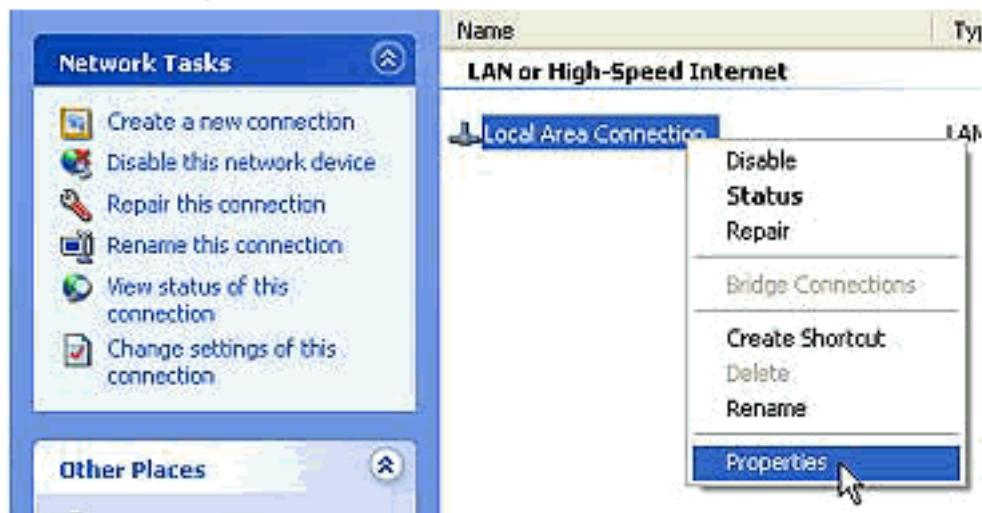 Name
Typ
Network Tasks
LAN or High-Speed Internet
Create a new connection
Local Area Connection
LAN
Disable this network device
Repair this connection
Rename this connection
View status of this
connection
Change settings of this
connection
Other Places
Disable
Status
Repair
Bridge Connections
Create Shortcut
Delete
Rename
Properties